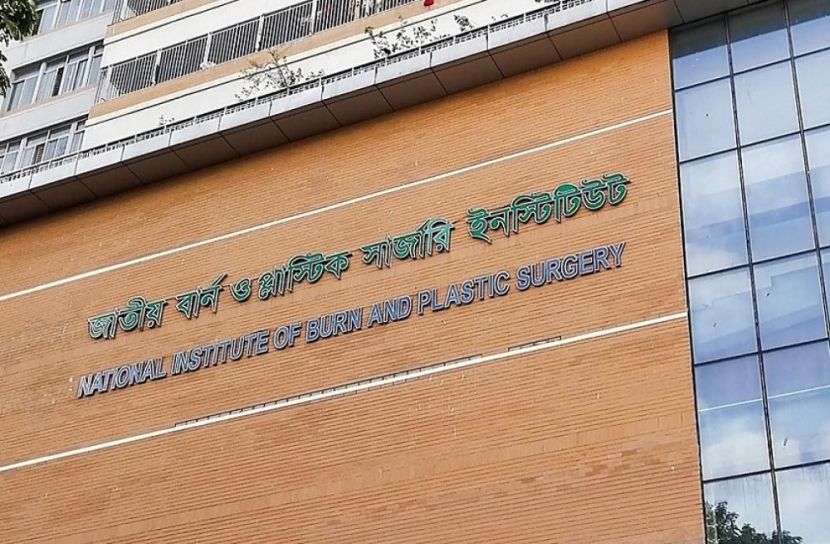 জাতীয় বার্ন ও প্লাস্টিক সার্জারি ইনস্টিটিউট
NATIONAL INSTITUTE OF BURN AND PLASTIC SURGERY